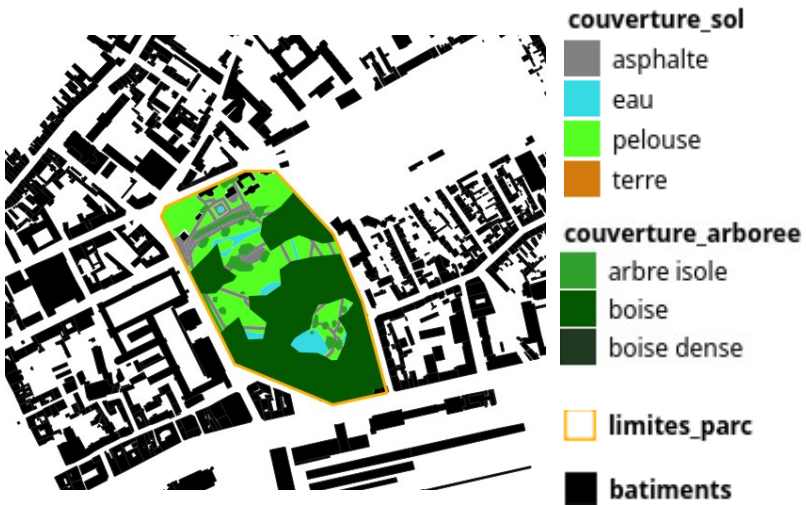 couverture_sol
asphalte
eau
pelouse
terre
couverture_arboree
arbre isole
boise
boise dense
limites_parc
batiments